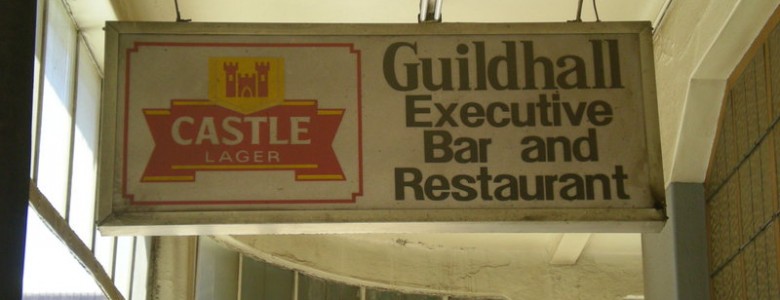 CASTLE
LAGER
Guildhall
Executive
Bar and
Restaurant